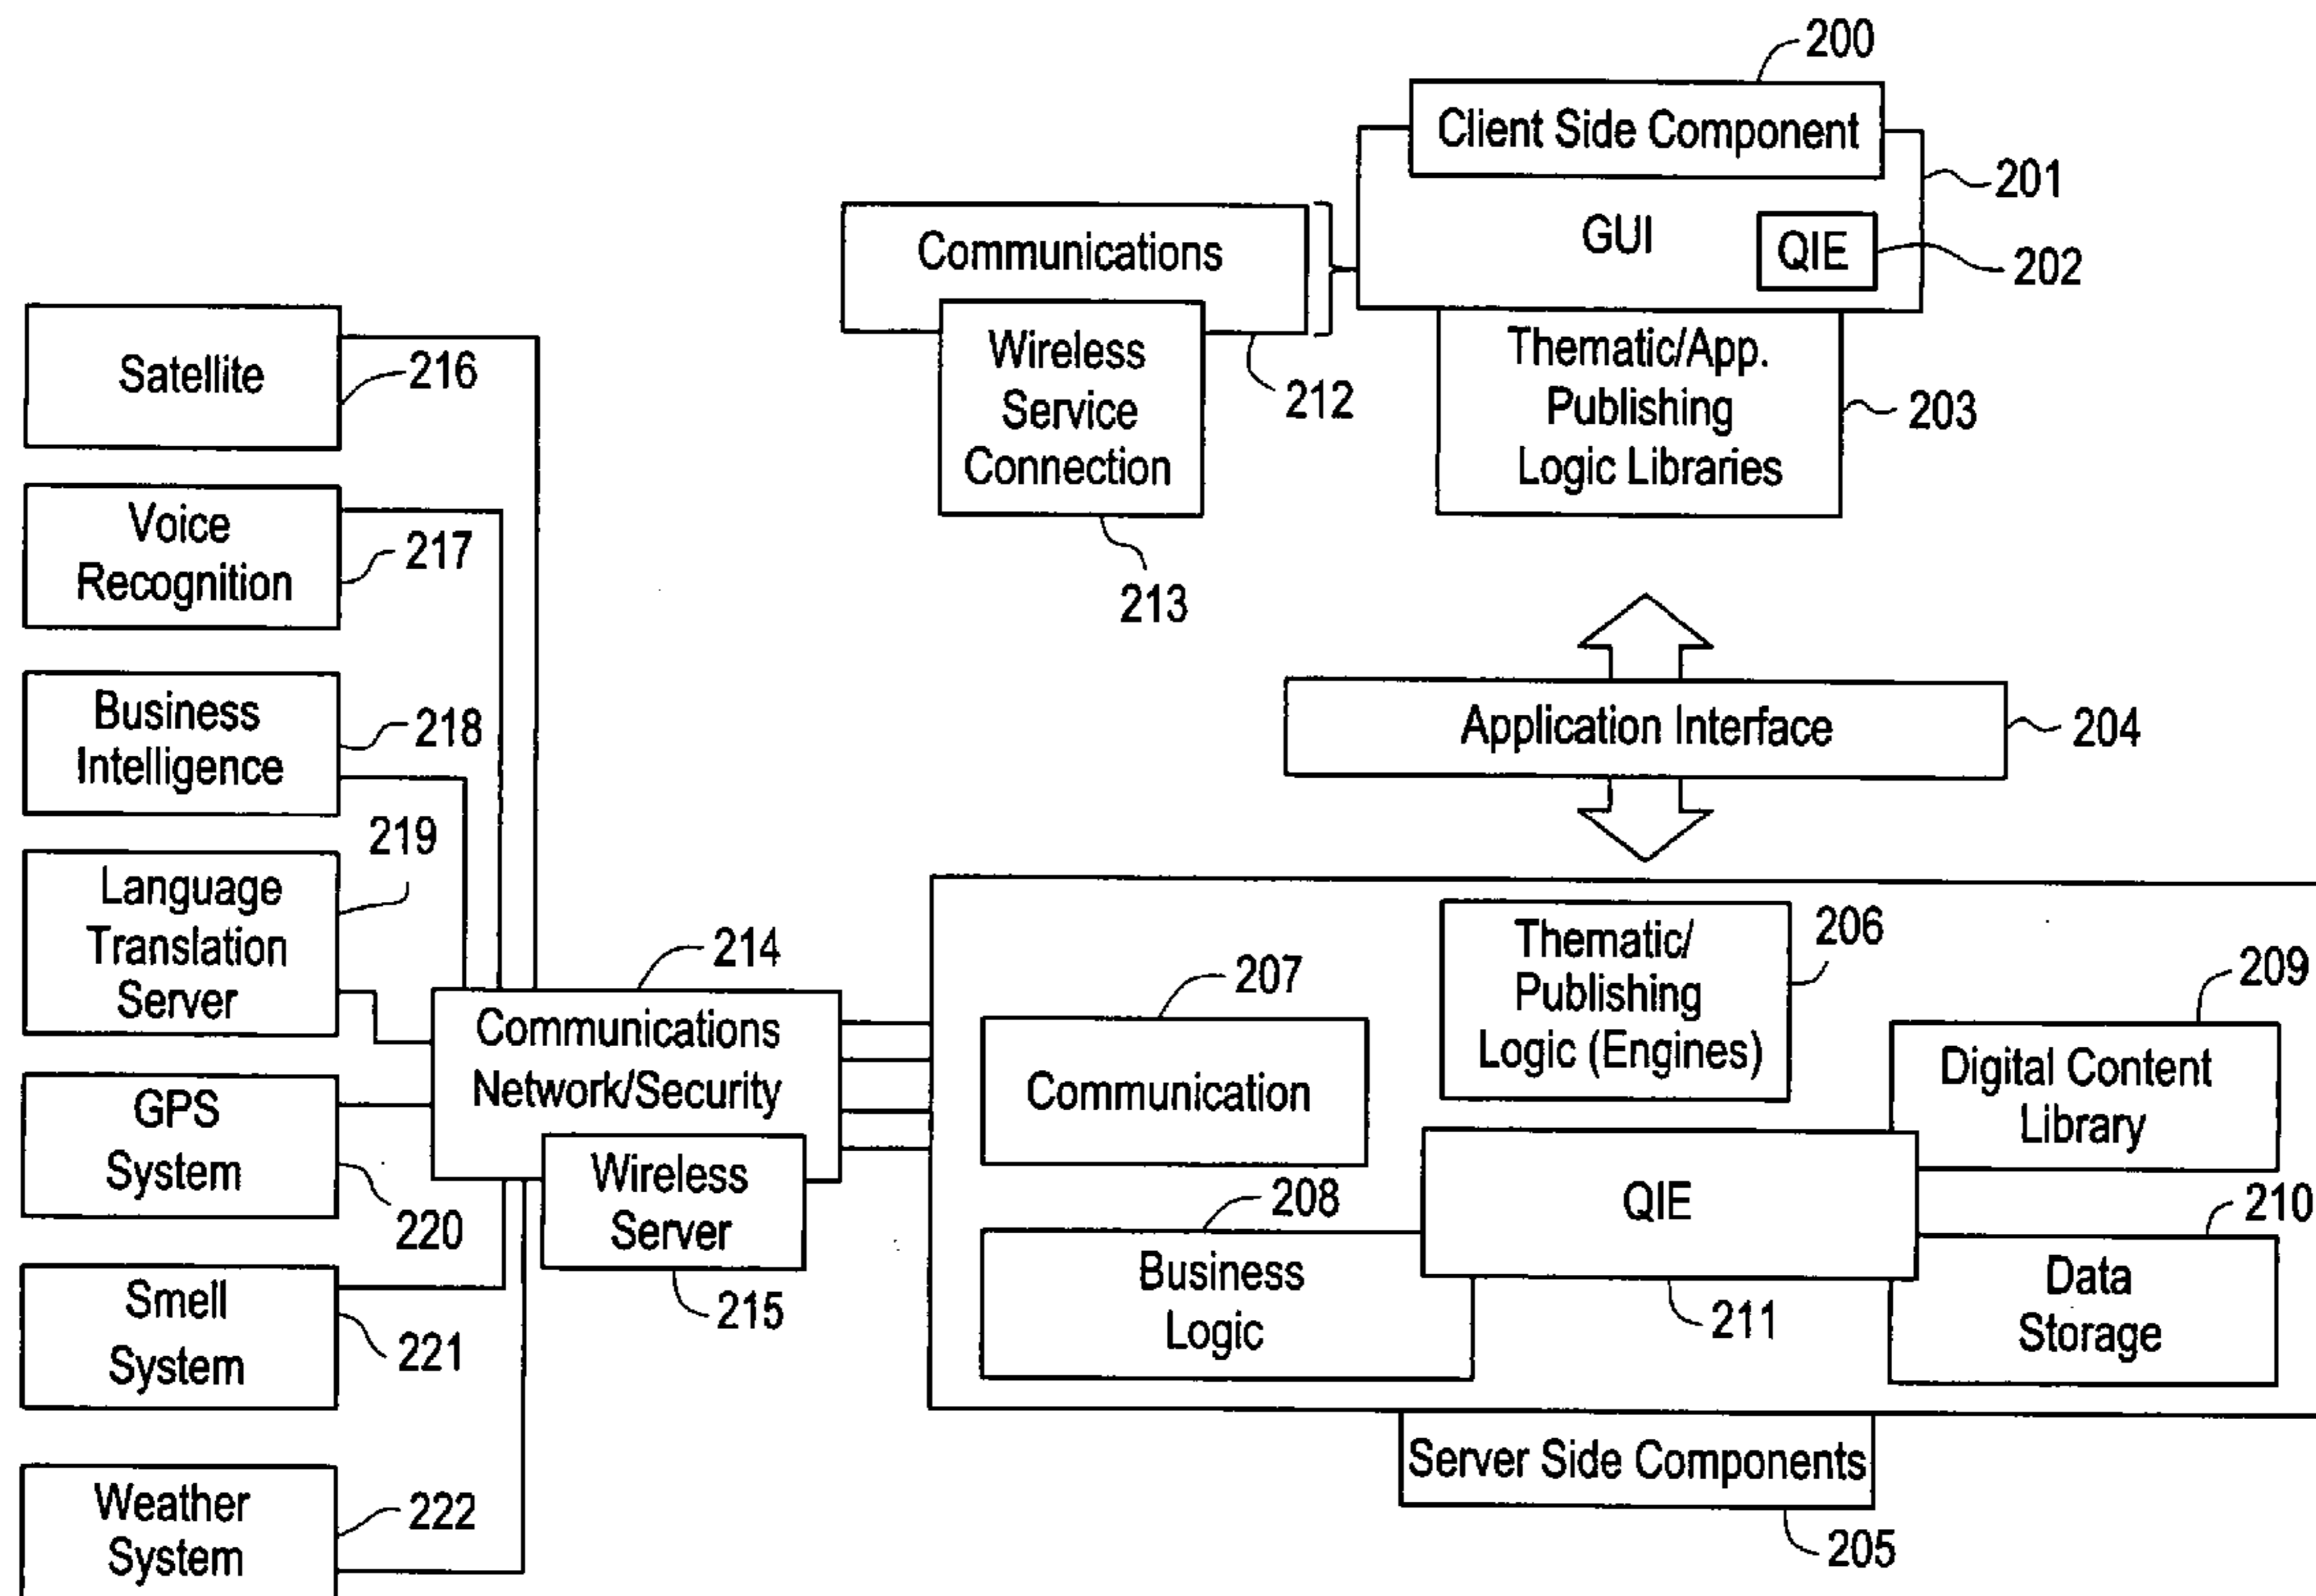 200
Client Side Component
201
GUI
QIE
202
Communications
212
Wireless
Service
Connection
213
Thematic/App.
Publishing
Logic Libraries
203
Satellite
216
Voice
Recognition
217
Business
Intelligence
218
219
Language
Translation
Server
GPS
System
220
Smell
System
221
Weather
System
222
Application Interface
204
214
Communications
Network/Security
Wireless
Server
215
207
Communication
Thematic/
Publishing
Logic (Engines)
206
209
Digital Content
Library
208
Business
Logic
QIE
211
210
Data
Storage
Server Side Components
205